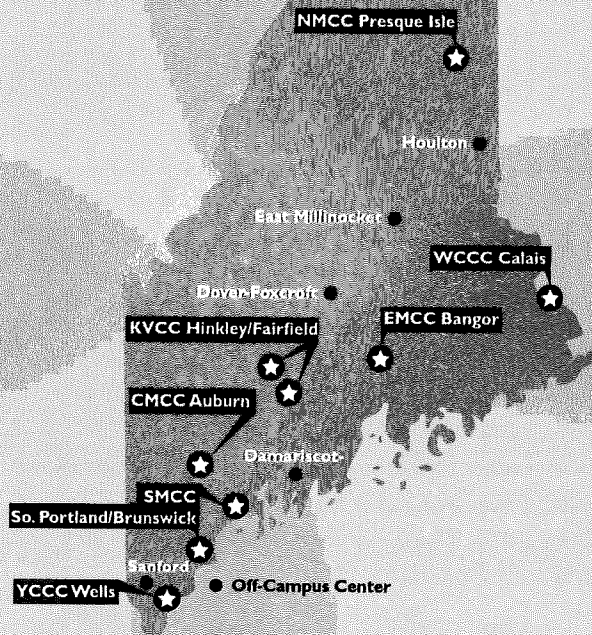 NMCC Presque Isle
Houlton
East Millinocket
WCCC Calais
Dover-Foxcroft
EMCC Bangor
KVCC Hinkley/Fairfield
CMCC Auburn
Damariscot-
SMCC
So. Portland/Brunswick
Sanford
Off-Campus Center
YCCC Wells